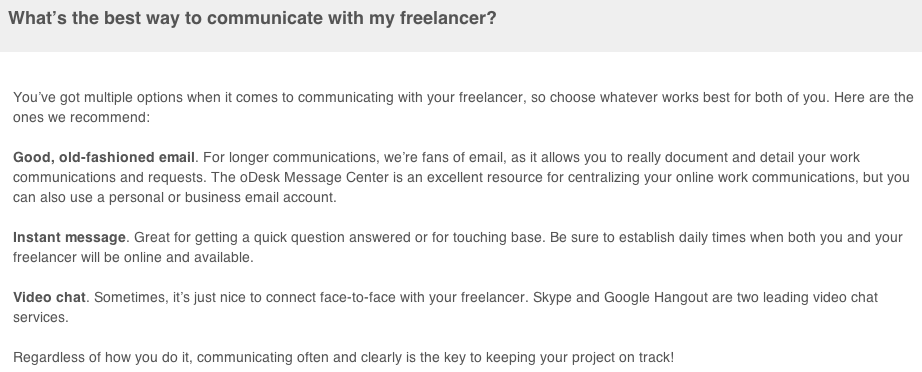 What's the best way to communicate with my freelancer?
You've got multiple options when it comes to communicating with your freelancer, so choose whatever works best for both of you. Here are the
ones we recommend:
Good, old-fashioned email. For longer communications, we're fans of email, as it allows you to really document and detail your work
communications and requests. The oDesk Message Center is an excellent resource for centralizing your online work communications, but you
can also use a personal or business email account.
Instant message. Great for getting a quick question answered or for touching base. Be sure to establish daily times when both you and your
freelancer will be online and available.
Video chat. Sometimes, it's just nice to connect face-to-face with your freelancer. Skype and Google Hangout are two leading video chat
services.
Regardless of how you do it, communicating often and clearly is the key to keeping your project on track!